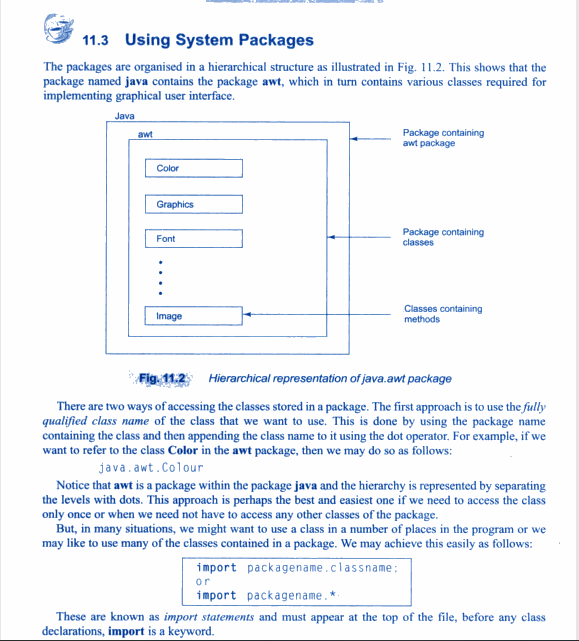 11.3 Using System Packages
The packages are organised in a hierarchical structure as illustrated in Fig. 11.2. This shows that the
package named java contains the package awt, which in turn contains various classes required for
implementing graphical user interface.
Java
awt
Package containing
awt package
Color
Graphics
Font
Package containing
classes
Image
Classes containing
methods
Fig. 11.2 Hierarchical representation of java.awt package
There are two ways of accessing the classes stored in a package. The first approach is to use the fully
qualified class name of the class that we want to use. This is done by using the package name
containing the class and then appending the class name to it using the dot operator. For example, if we
want to refer to the class Color in the awt package, then we may do so as follows:
java.awt.Colour
Notice that awt is a package within the package java and the hierarchy is represented by separating
the levels with dots. This approach is perhaps the best and easiest one if we need to access the class
only once or when we need not have to access any other classes of the package.
But, in many situations, we might want to use a class in a number of places in the program or we
may like to use many of the classes contained in a package. We may achieve this easily as follows:
import packagename.classname;
or
import packagename.*
These are known as import statements and must appear at the top of the file, before any class
declarations, import is a keyword.